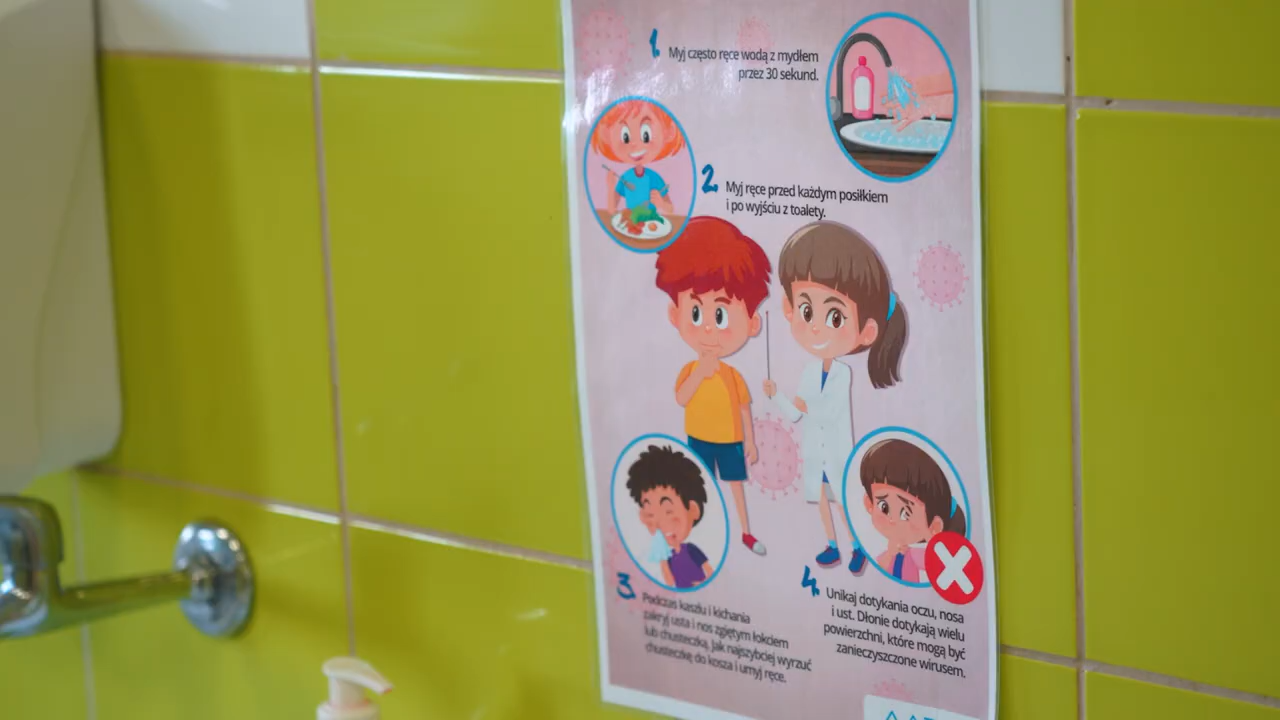 1. Myj często ręce wodą z mydłem
przez 30 sekund.
2. Myj ręce przed każdym posiłkiem
i po wyjściu z toalety.
3. Podczas kaszlu i kichania
zakryj usta i nos zgiętym łokciem
lub chusteczką. Jak najszybciej wyrzuć
chusteczkę do kosza i umyj ręce.
4. Unikaj dotykania oczu, nosa
i ust. Dłonie dotykają wielu
powierzchni, które mogą być
zanieczyszczone wirusem.